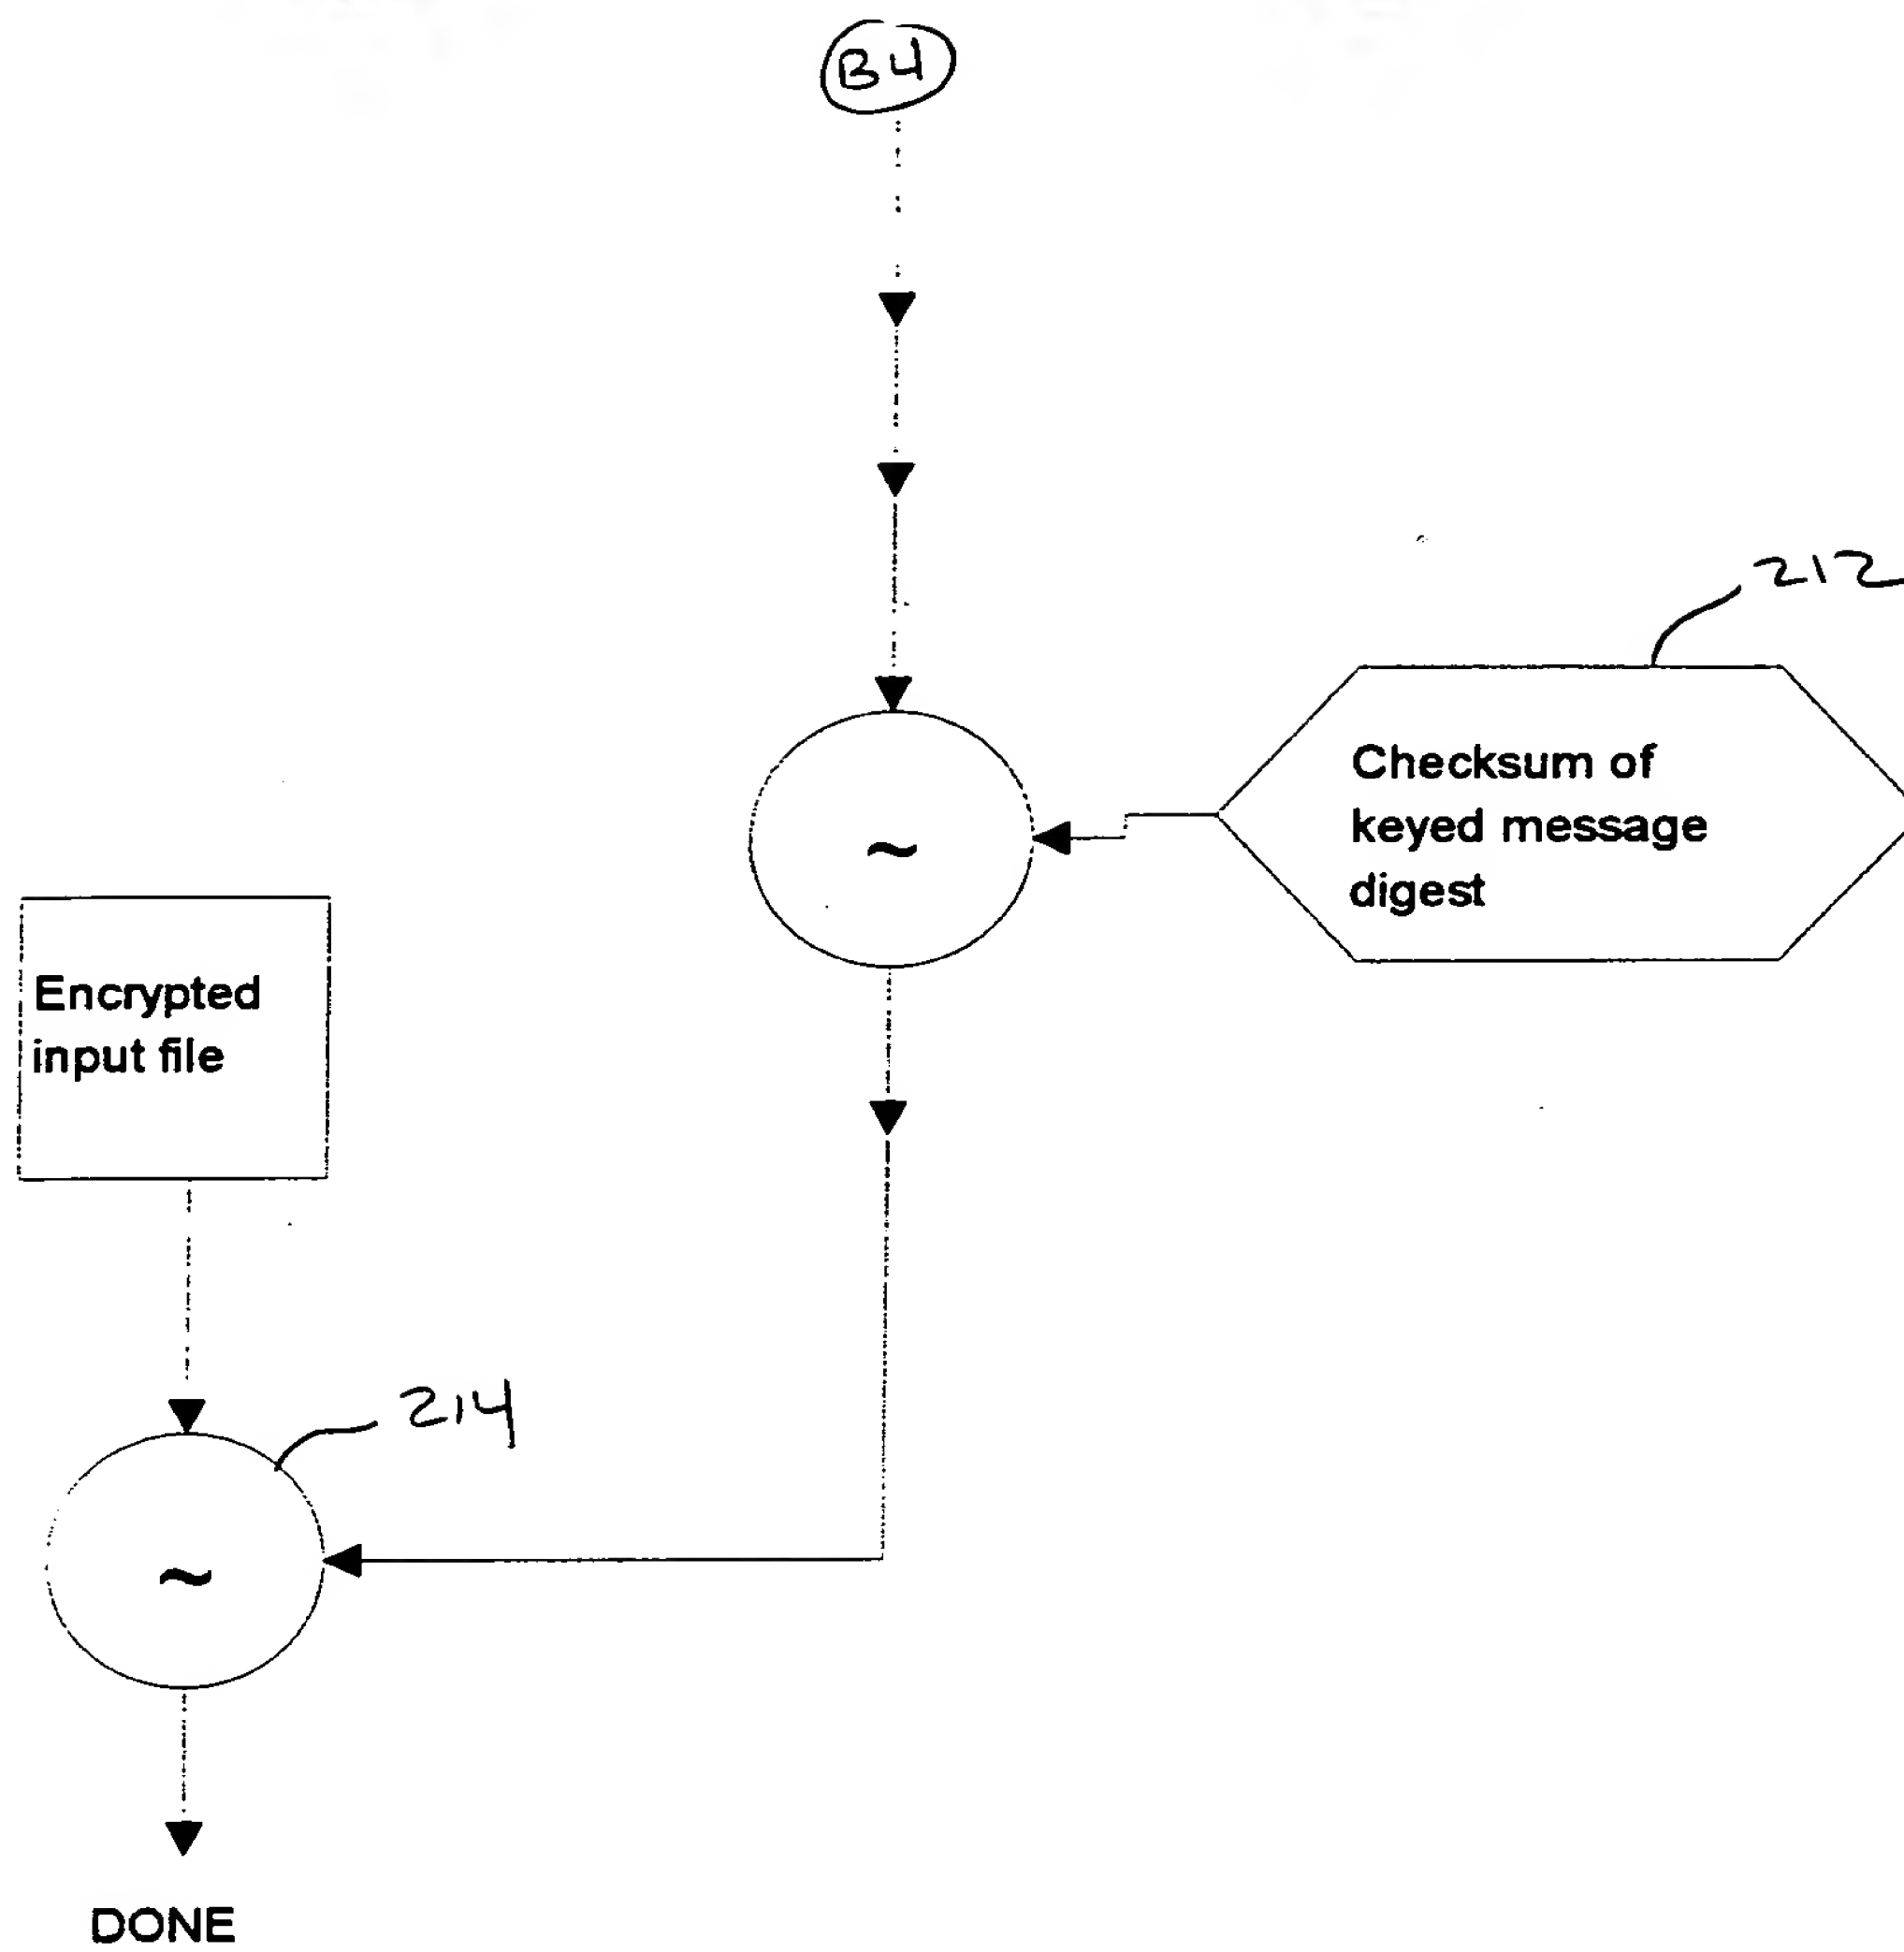 B4
212
Checksum of
keyed message
digest
~
Encrypted
input file
214
~
DONE